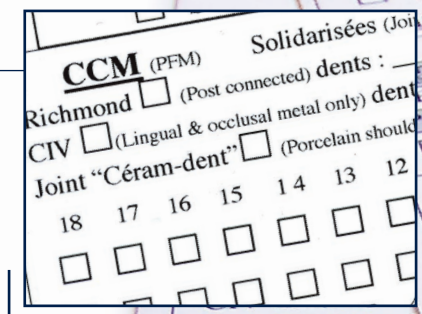 CCM (PFM) Solidarisées
Richmond (Post connected) dents :
CIV (Lingual & occlusal metal only)
Joint “Céram-dent” (Porcelain should
18 17 16 15 14 13 12